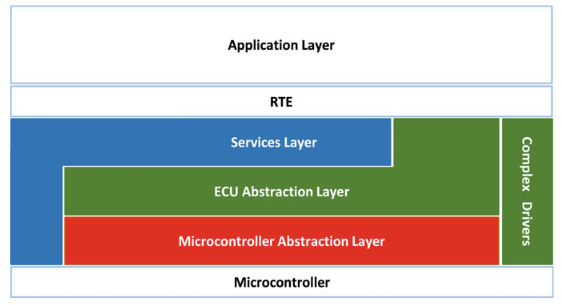 Application Layer
RTE
Services Layer
ECU Abstraction Layer
Microcontroller Abstraction Layer
Complex Drivers
Microcontroller